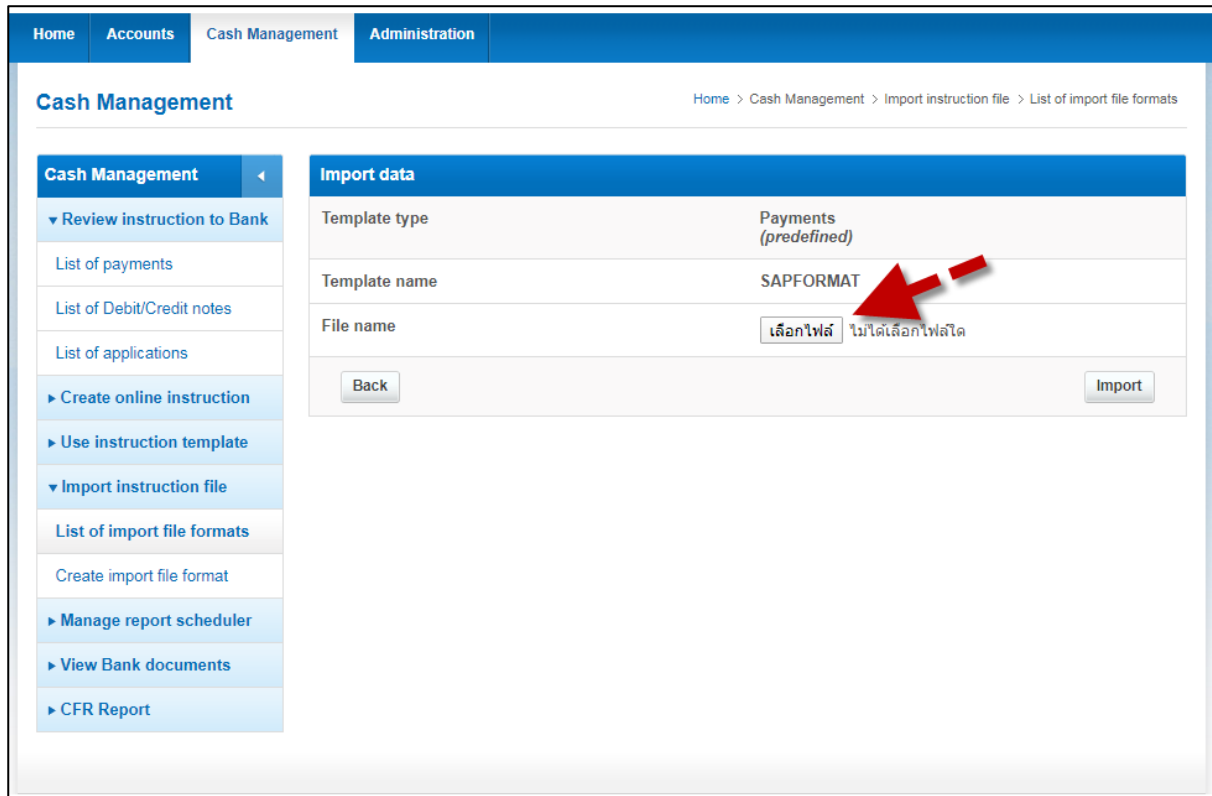 Home Accounts Cash Management Administration
Cash Management
Home > Cash Management > Import instruction file > List of import file formats
Cash Management
Review instruction to Bank
List of payments
List of Debit/Credit notes
List of applications
Create online instruction
Use instruction template
Import instruction file
List of import file formats
Create import file format
Manage report scheduler
View Bank documents
CFR Report
Import data
Template type Payments
(predefined)
Template name SAPFORMAT
File name เลือกไฟล์ ไม่ได้เลือกไฟล์ใด
Back Import